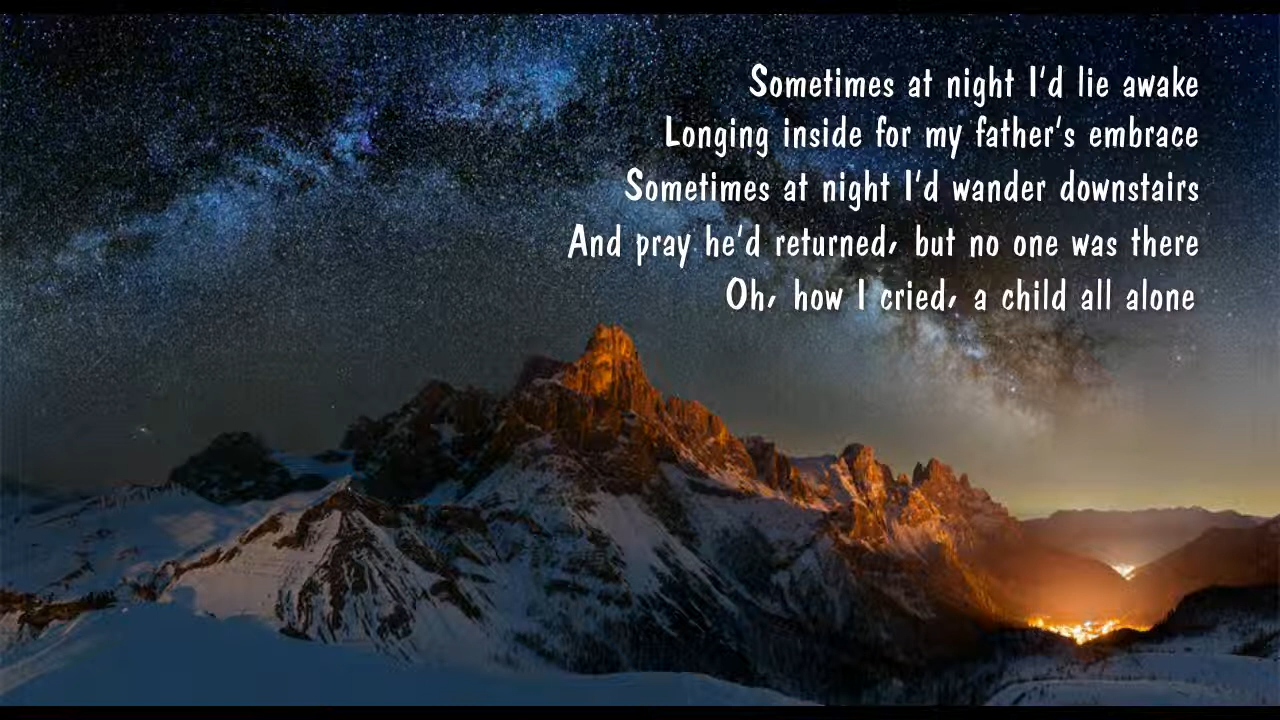 Sometimes at night I'd lie awake
Longing inside for my father's embrace
Sometimes at night I'd wander downstairs
And pray he'd returned, but no one was there
Oh, how I cried, a child all alone